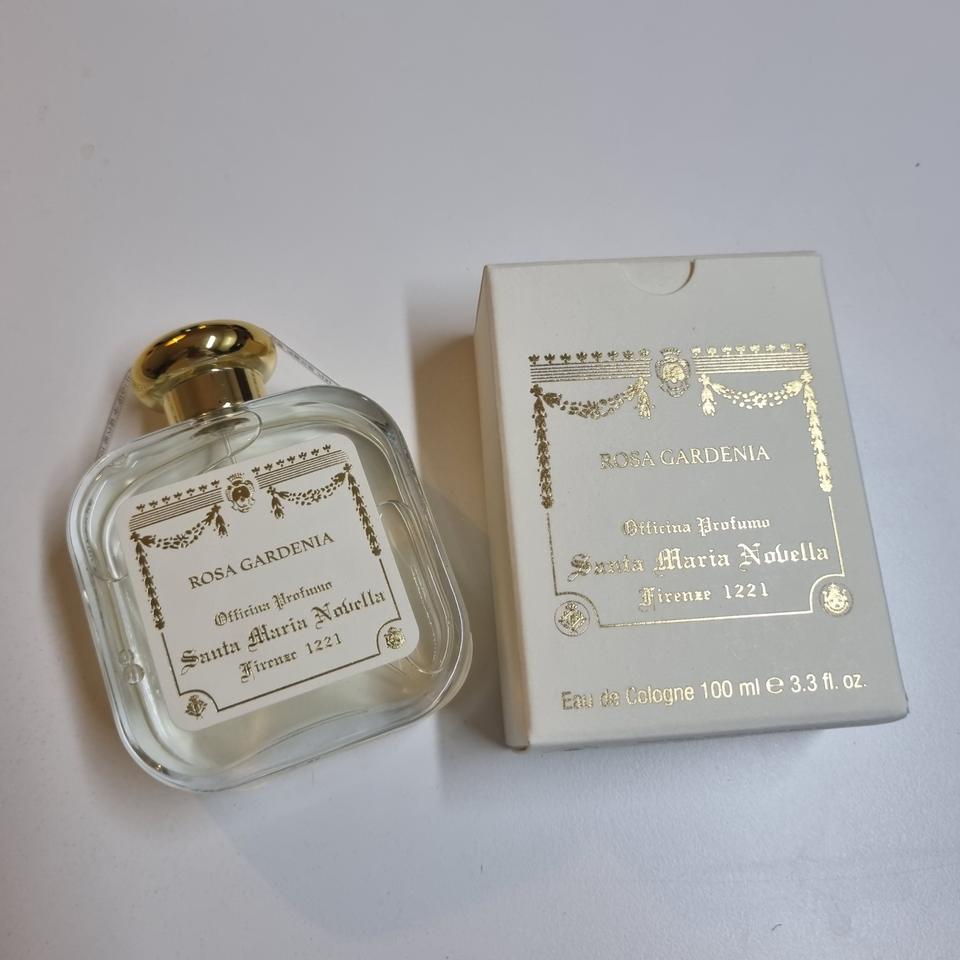 ROSA GARDENIA
Officina Profumo
Santa Maria Novella
Firenze 1221
ROSA GARDENIA
Officina Profumo
Santa Maria Novella
Firenze 1221
Eau de Cologne 100 ml ℮ 3.3 fl. oz.